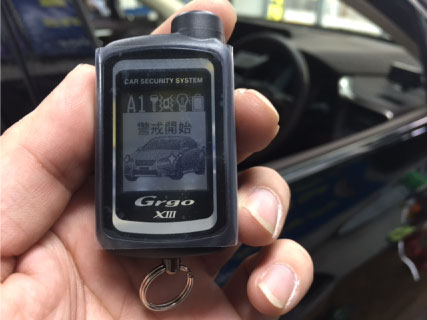 CAR SECURITY SYSTEM
A1
警戒開始
Grgo
XIII